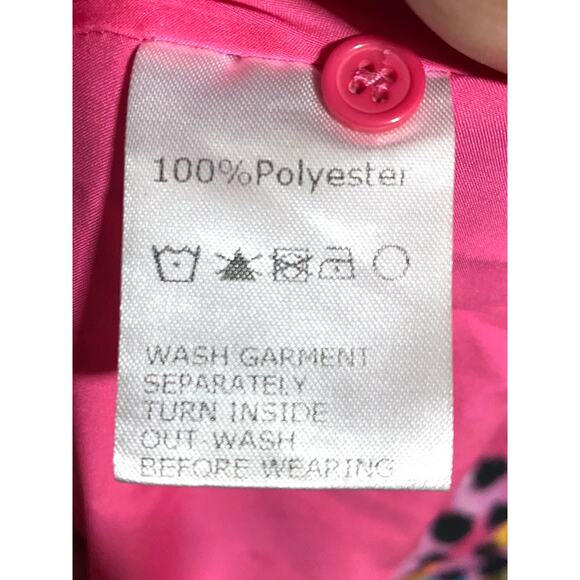 100%Polyester
WASH GARMENT
SEPARATELY
TURN INSIDE
OUT-WASH
BEFORE WEARING